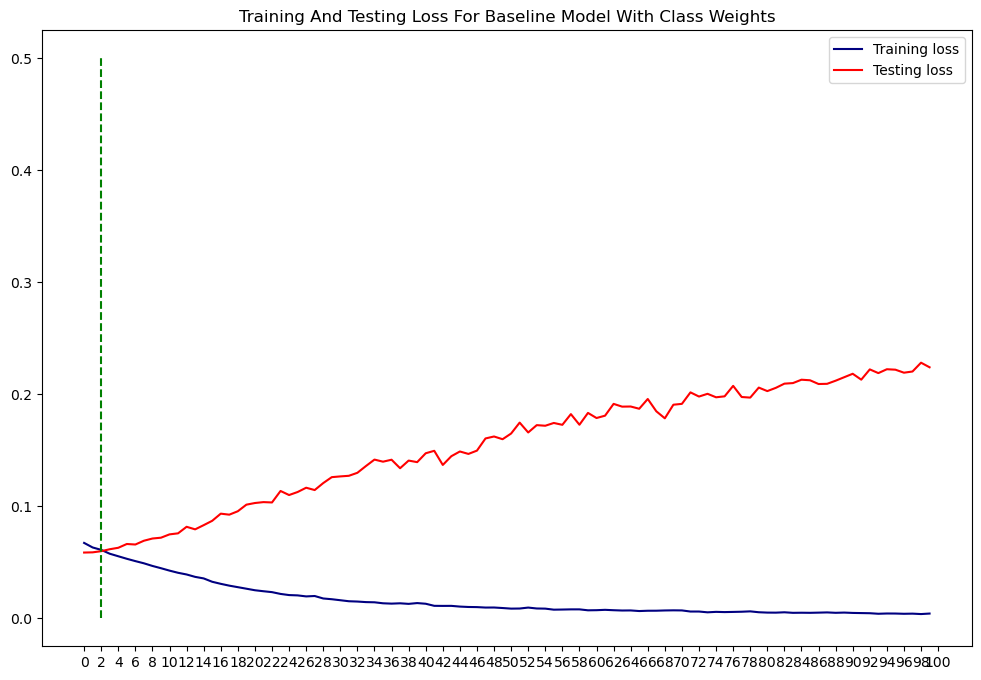 Training And Testing Loss For Baseline Model With Class Weights
Training loss
Testing loss
0.5
0.4
0.3
0.2
0.1
0.0
0 2 4 6 8 10 12 14 16 18 20 22 24 26 28 30 32 34 36 38 40 42 44 46 48 50 52 54 56 58 60 62 64 66 68 70 72 74 76 78 80 82 84 86 88 90 92 94 96 98 100